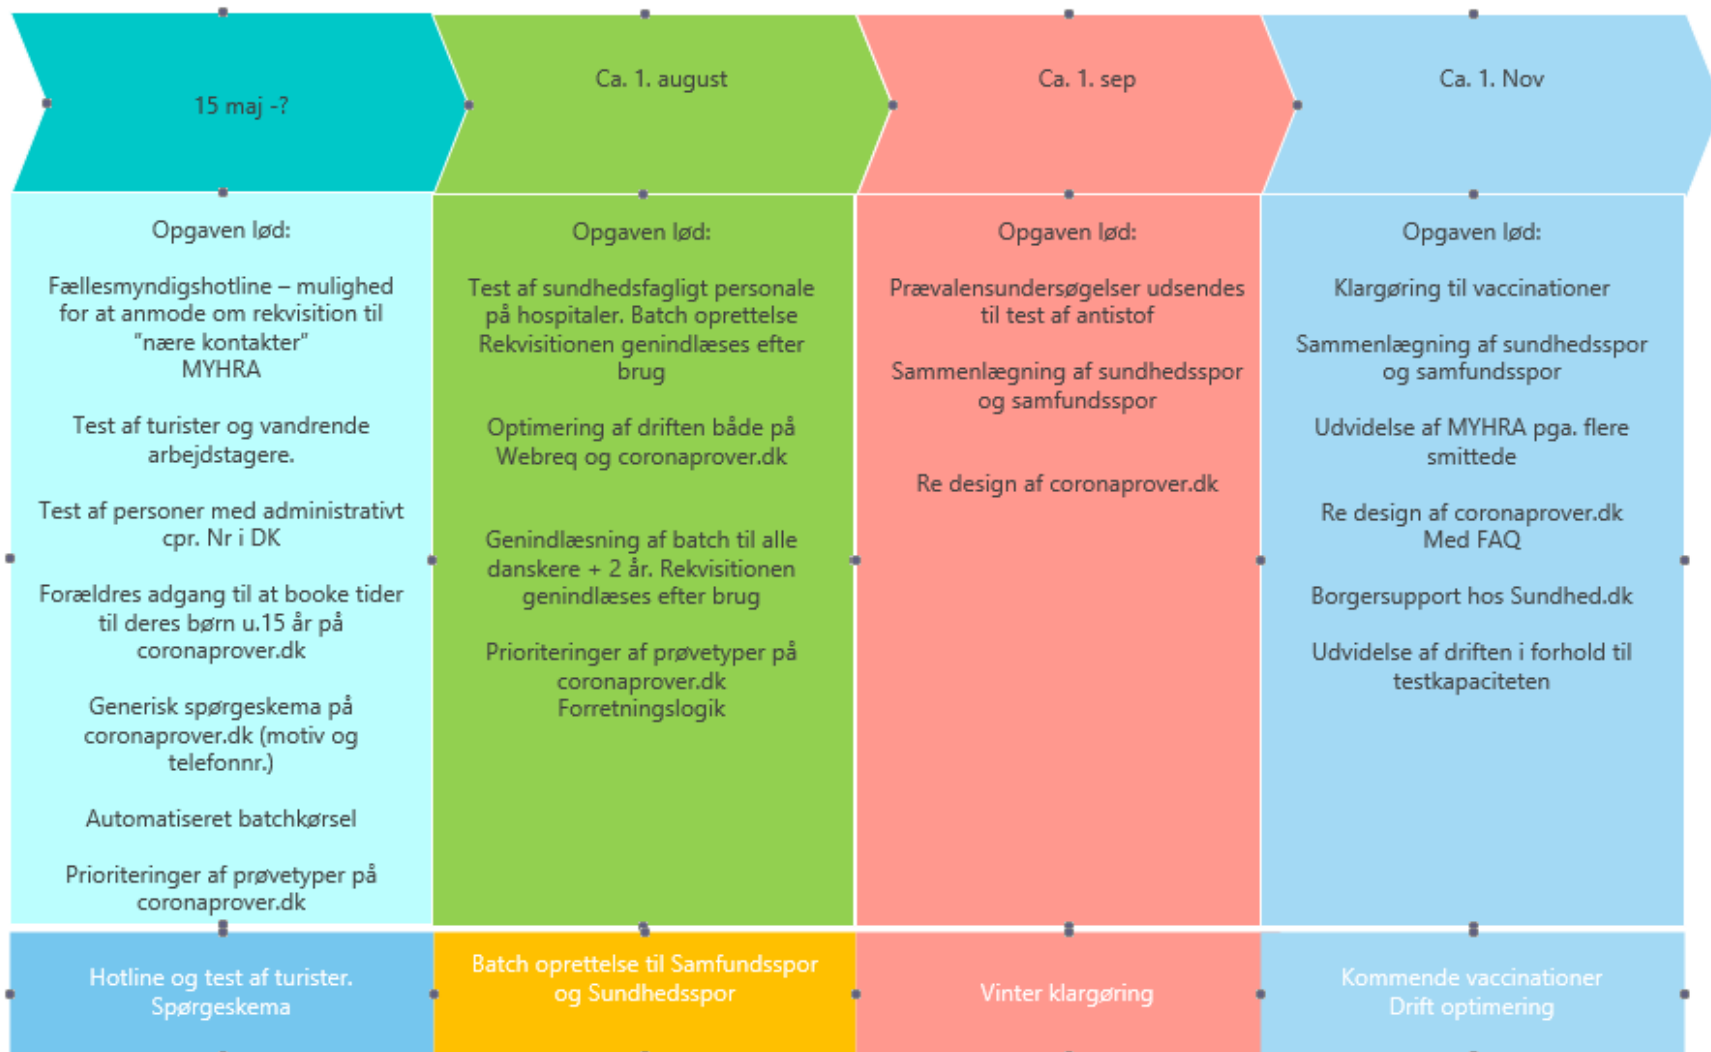 15 maj -?
Opgaven lød:
Fællesmyndigshotline – mulighed
for at anmode om rekvisition til
"nære kontakter"
MYHRA
Test af turister og vandrende
arbejdstagere.
Test af personer med administrativt
cpr. Nr i DK
Forældres adgang til at booke tider
til deres børn u.15 år på
coronaprover.dk
Generisk spørgeskema på
coronaprover.dk (motiv og
telefonnr.)
Automatiseret batchkørsel
Prioriteringer af prøvetyper på
coronaprover.dk
Hotline og test af turister.
Spørgeskema
Ca. 1. august
Opgaven lød:
Test af sundhedsfagligt personale
på hospitaler. Batch oprettelse
Rekvisitionen genindlæses efter
brug
Optimering af driften både på
Webreq og coronaprover.dk
Genindlæsning af batch til alle
danskere + 2 år. Rekvisitionen
genindlæses efter brug
Prioriteringer af prøvetyper på
coronaprover.dk
Forretningslogik
Batch oprettelse til Samfundsspor
og Sundhedsspor
Ca. 1. sep
Opgaven lød:
Prævalensundersøgelser udsendes
til test af antistof
Sammenlægning af sundhedsspor
og samfundsspor
Re design af coronaprover.dk
Vinter klargøring
Ca. 1. Nov
Opgaven lød:
Klargøring til vaccinationer
Sammenlægning af sundhedsspor
og samfundsspor
Udvidelse af MYHRA pga. flere
smittede
Re design af coronaprover.dk
Med FAQ
Borgersupport hos Sundhed.dk
Udvidelse af driften i forhold til
testkapaciteten
Kommende vaccinationer
Drift optimering